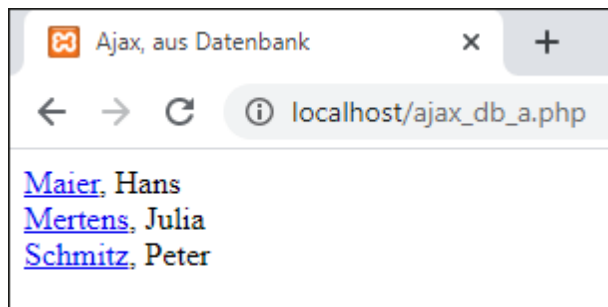 Ajax, aus Datenbank
localhost/ajax_db_a.php
Maier, Hans
Mertens, Julia
Schmitz, Peter